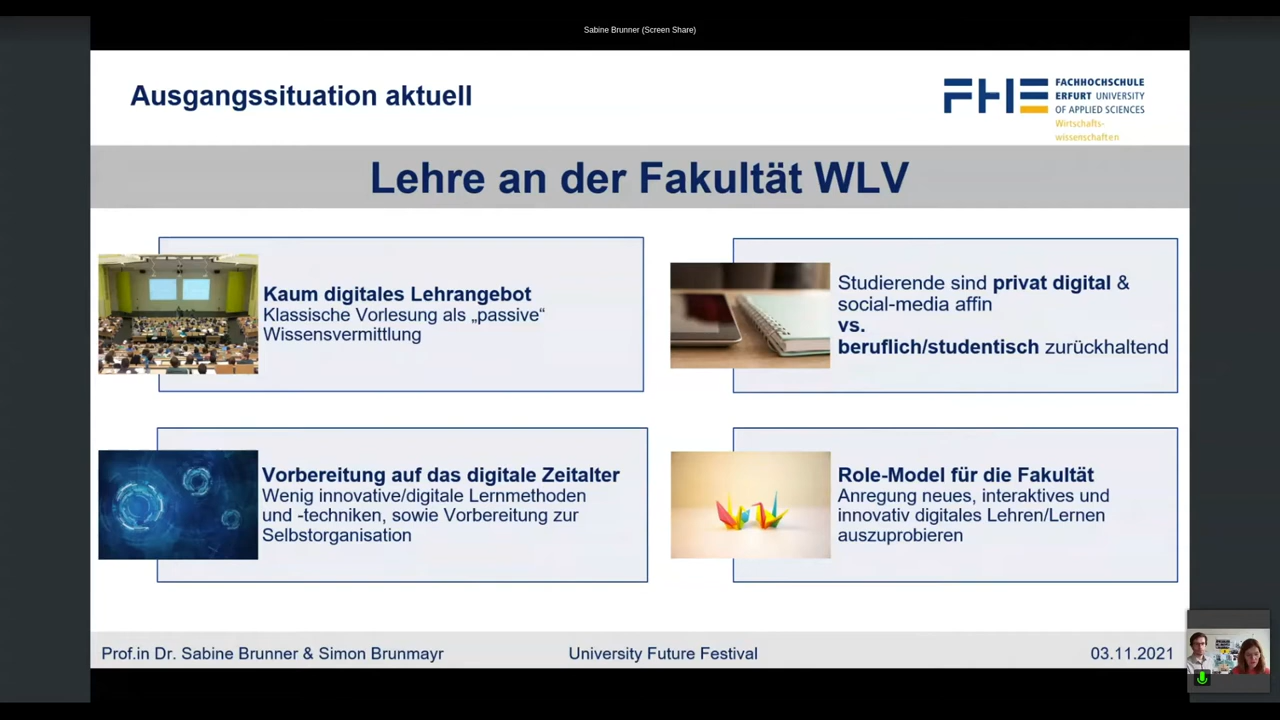 Sabine Brunner (Screen Share)
Ausgangssituation aktuell
FHE
FACHHOCHSCHULE
ERFURT UNIVERSITY
OF APPLIED SCIENCES
Wirtschafts-
wissenschaften
Lehre an der Fakultät WLV
Kaum digitales Lehrangebot
Klassische Vorlesung als „passive“
Wissensvermittlung
Studierende sind privat digital &
social-media affin
vs.
beruflich/studentisch zurückhaltend
Vorbereitung auf das digitale Zeitalter
Wenig innovative/digitale Lernmethoden
und -techniken, sowie Vorbereitung zur
Selbstorganisation
Role-Model für die Fakultät
Anregung neues, interaktives und
innovativ digitales Lehren/Lernen
auszuprobieren
Prof.in Dr. Sabine Brunner & Simon Brunmayr
University Future Festival
03.11.2021